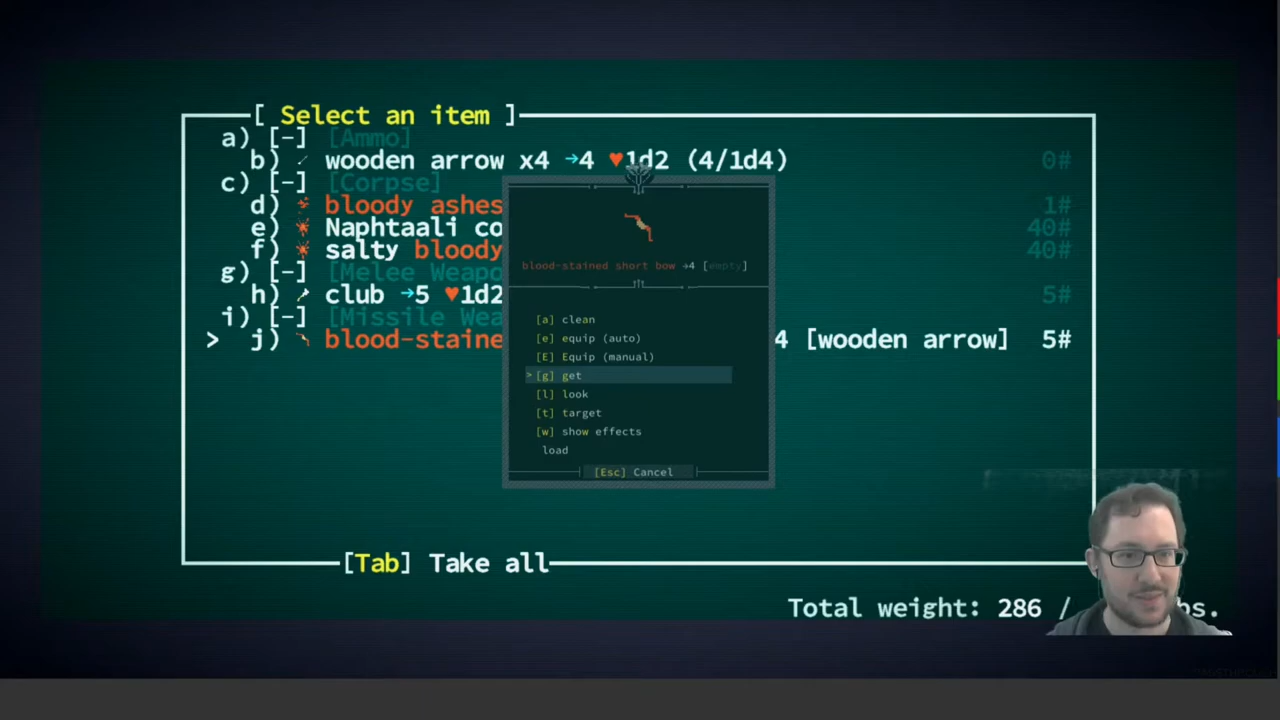 [ Select an item ]
a) [-] [Ammo]
b) wooden arrow x4 →4 ♥1d2 (4/1d4) 0#
c) [-] [Corpse]
d) bloody ashes 1#
e) Naphtaali co 40#
f) salty bloody 40#
g) [-] [Melee Weapo
h) club →5 ♥1d2 5#
i) [-] [Missile Wea
> j) blood-staine 4 [wooden arrow] 5#
blood-stained short bow →4 [empty]
[a] clean
[e] equip (auto)
[E] Equip (manual)
> [g] get
[l] look
[t] target
[w] show effects
load
[Esc] Cancel
[Tab] Take all
Total weight: 286 / bs.